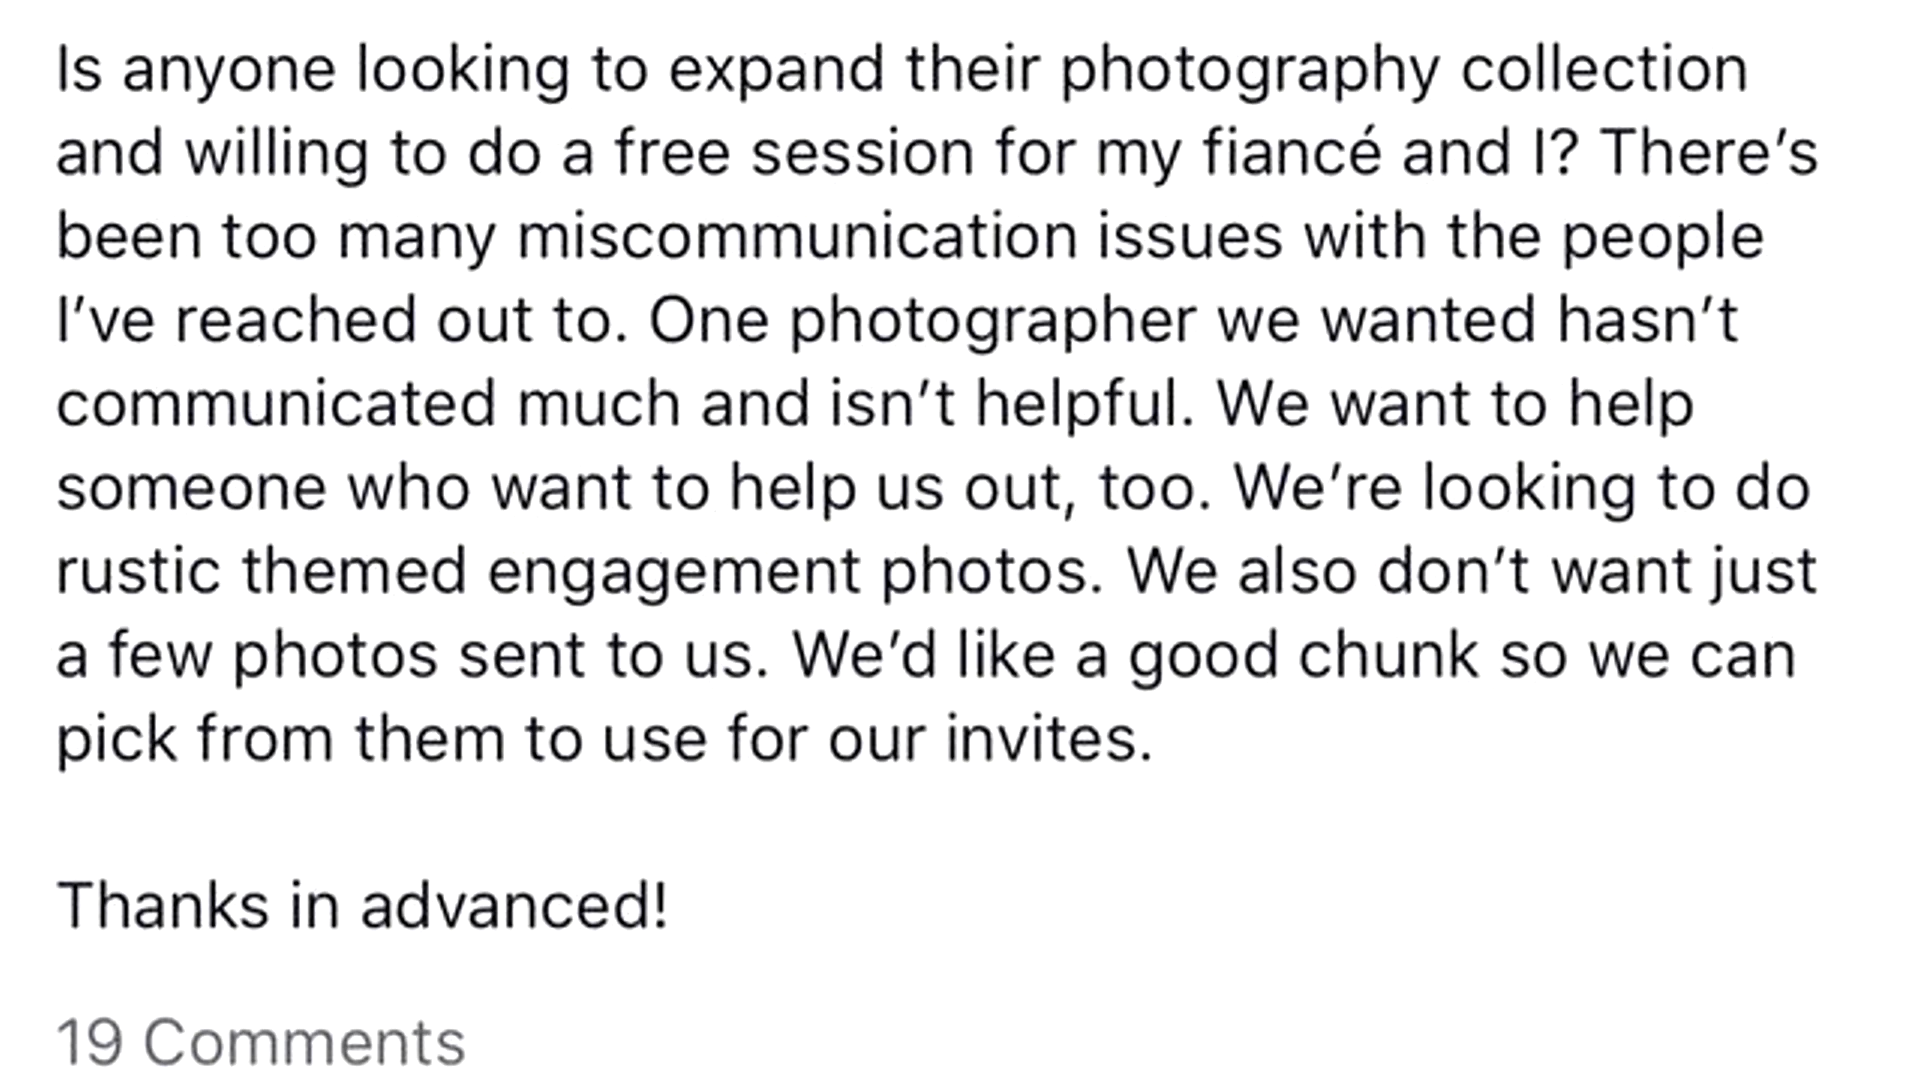 Is anyone looking to expand their photography collection
and willing to do a free session for my fiancé and I? There’s
been too many miscommunication issues with the people
I’ve reached out to. One photographer we wanted hasn’t
communicated much and isn’t helpful. We want to help
someone who want to help us out, too. We’re looking to do
rustic themed engagement photos. We also don’t want just
a few photos sent to us. We’d like a good chunk so we can
pick from them to use for our invites.
Thanks in advanced!
19 Comments